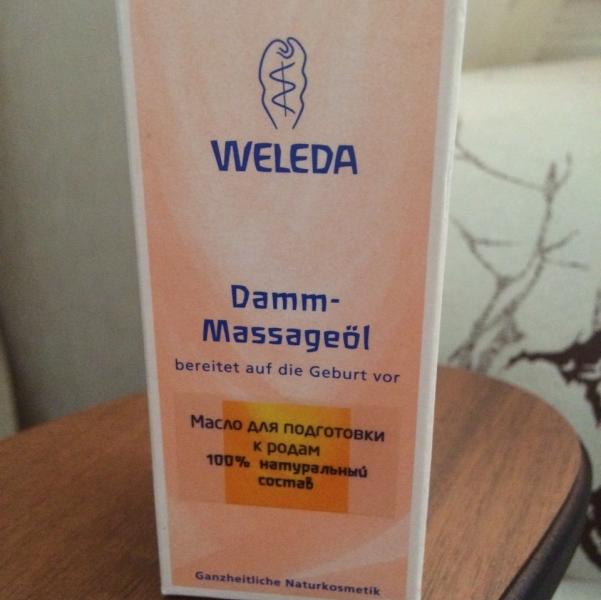 WELEDA
Damm-
Massageöl
bereitet auf die Geburt vor
Масло для подготовки
к родам
100% натуральный
состав
Ganzheitliche Naturkosmetik